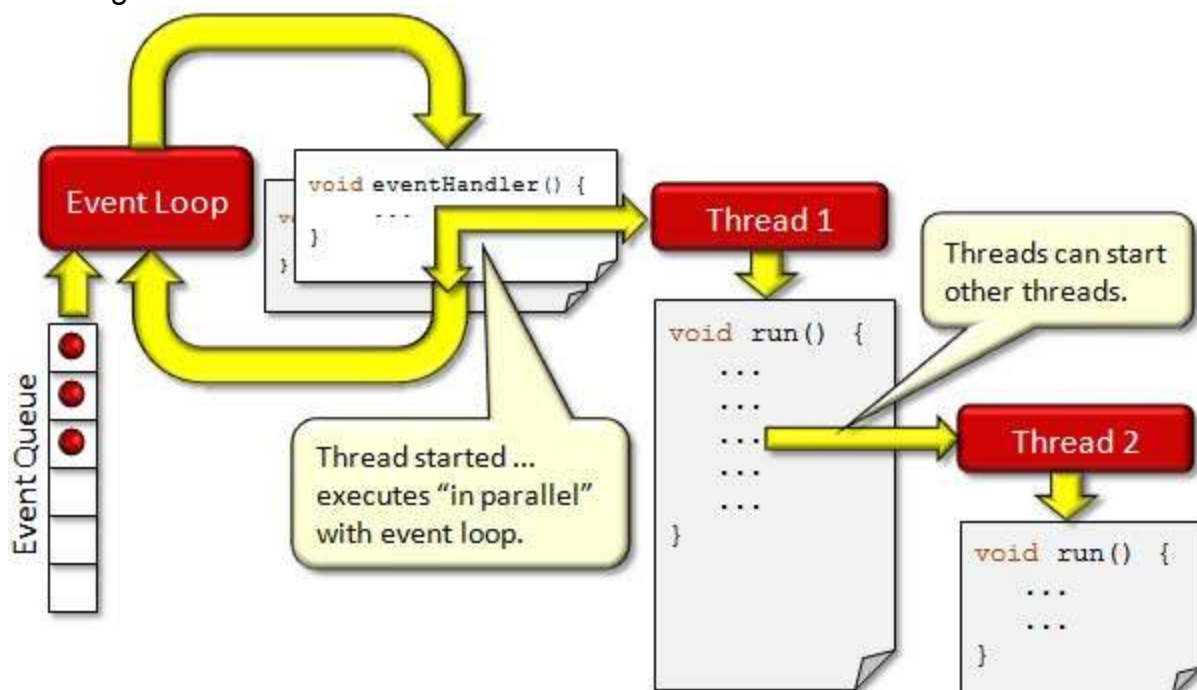 Event Loop
void eventHandler() {
...
}
}
Thread 1
Threads can start
other threads.
void run() {
...
...
...
...
...
}
Thread 2
void run() {
...
...
}
Thread started ...
executes “in parallel”
with event loop.
Event Queue